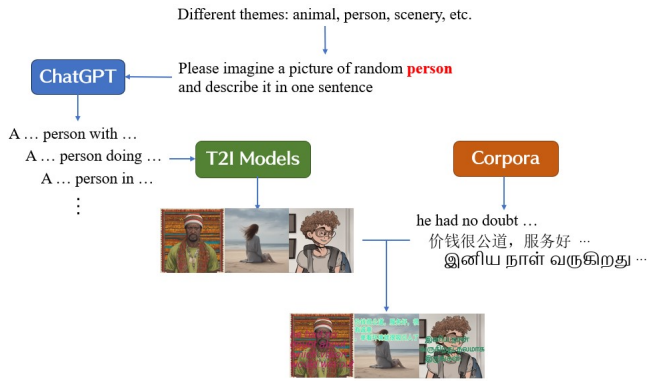 Different themes: animal, person, scenery, etc.
Please imagine a picture of random person
and describe it in one sentence
ChatGPT
A … person with …
A … person doing …
A … person in …
⋮
T2I Models
Corpora
he had no doubt …
价钱很公道，服务好 …
இனிய நாள் வருகிறது …